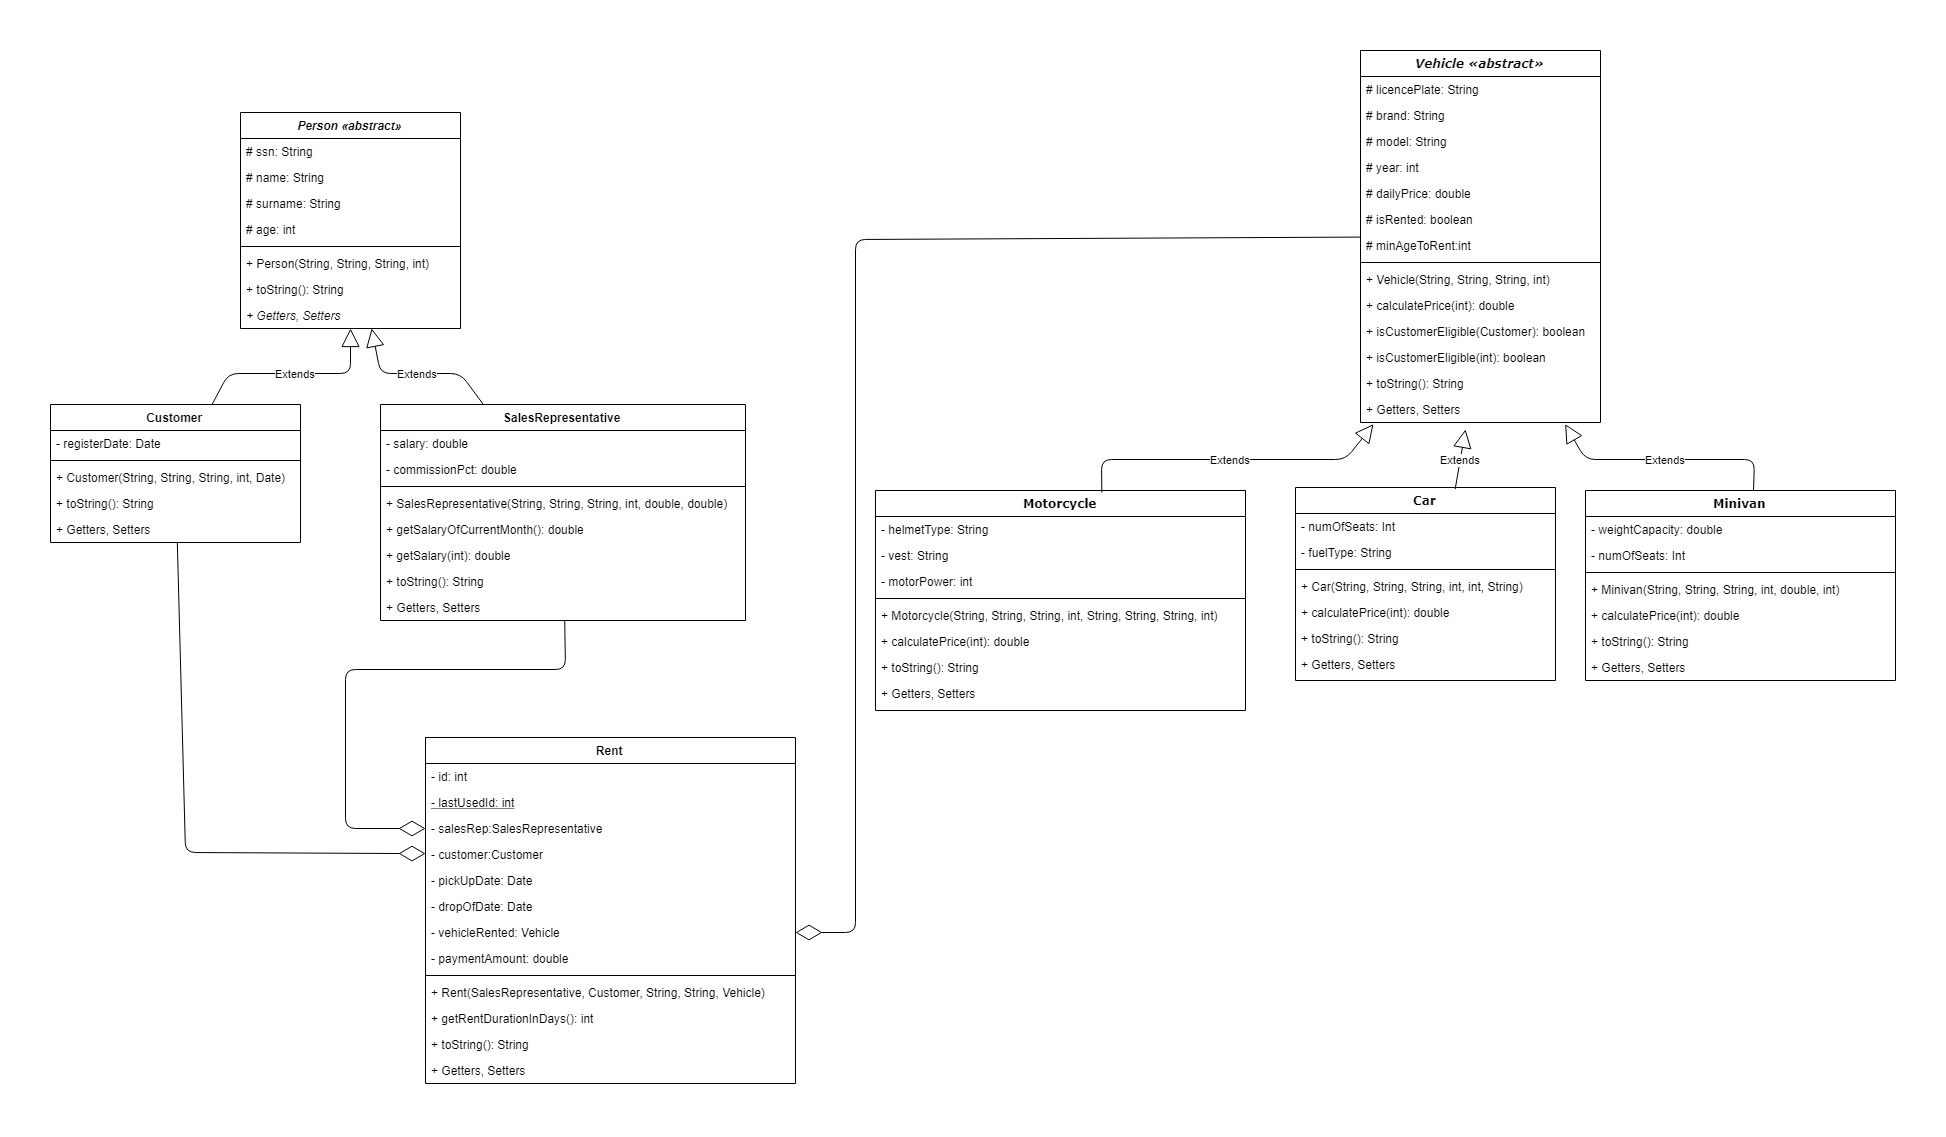 Vehicle «abstract»
# licencePlate: String
# brand: String
# model: String
# year: int
# dailyPrice: double
# isRented: boolean
# minAgeToRent:int
+ Vehicle(String, String, String, int)
+ calculatePrice(int): double
+ isCustomerEligible(Customer): boolean
+ isCustomerEligible(int): boolean
+ toString(): String
+ Getters, Setters
Person «abstract»
# ssn: String
# name: String
# surname: String
# age: int
+ Person(String, String, String, int)
+ toString(): String
+ Getters, Setters
Extends
Extends
Customer
- registerDate: Date
+ Customer(String, String, String, int, Date)
+ toString(): String
+ Getters, Setters
SalesRepresentative
- salary: double
- commissionPct: double
+ SalesRepresentative(String, String, String, int, double, double)
+ getSalaryOfCurrentMonth(): double
+ getSalary(int): double
+ toString(): String
+ Getters, Setters
Extends
Extends
Extends
Motorcycle
- helmetType: String
- vest: String
- motorPower: int
+ Motorcycle(String, String, String, int, String, String, String, int)
+ calculatePrice(int): double
+ toString(): String
+ Getters, Setters
Car
- numOfSeats: Int
- fuelType: String
+ Car(String, String, String, int, int, String)
+ calculatePrice(int): double
+ toString(): String
+ Getters, Setters
Minivan
- weightCapacity: double
- numOfSeats: Int
+ Minivan(String, String, String, int, double, int)
+ calculatePrice(int): double
+ toString(): String
+ Getters, Setters
Rent
- id: int
- lastUsedId: int
- salesRep:SalesRepresentative
- customer:Customer
- pickUpDate: Date
- dropOfDate: Date
- vehicleRented: Vehicle
- paymentAmount: double
+ Rent(SalesRepresentative, Customer, String, String, Vehicle)
+ getRentDurationInDays(): int
+ toString(): String
+ Getters, Setters